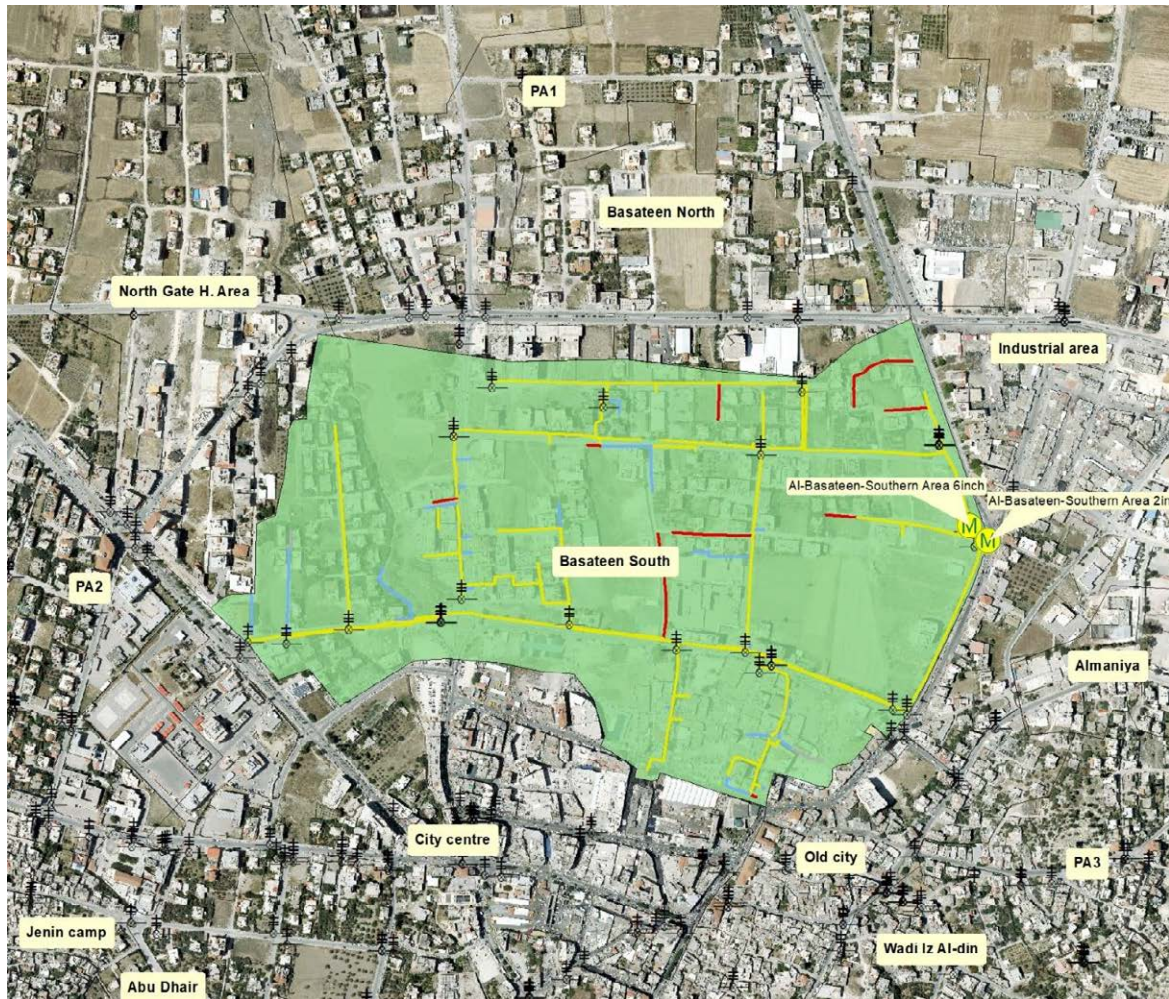 PA1
Basateen North
North Gate H. Area
Industrial area
Al-Basateen-Southern Area 6inch
Al-Basateen-Southern Area 2in
M
M
Basateen South
PA2
Almaniya
City centre
Old city
PA3
Jenin camp
Wadi Iz Al-din
Abu Dhair